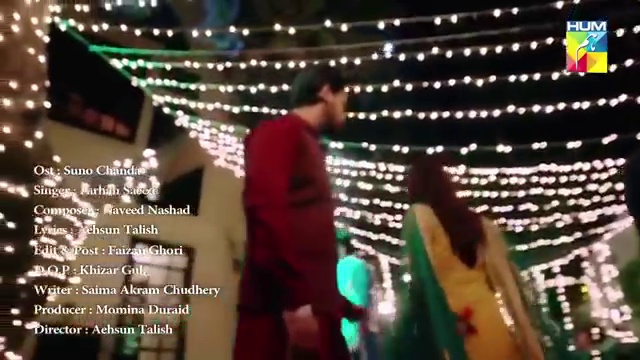 HUM
Ost : Suno Chanda
Singer : Farhan Saeed
Composer : Naveed Nashad
Lyrics : Aehsun Talish
Edit & Post : Faizan Ghori
D.O.P : Khizar Gul
Writer : Saima Akram Chudhery
Producer : Momina Duraid
Director : Aehsun Talish